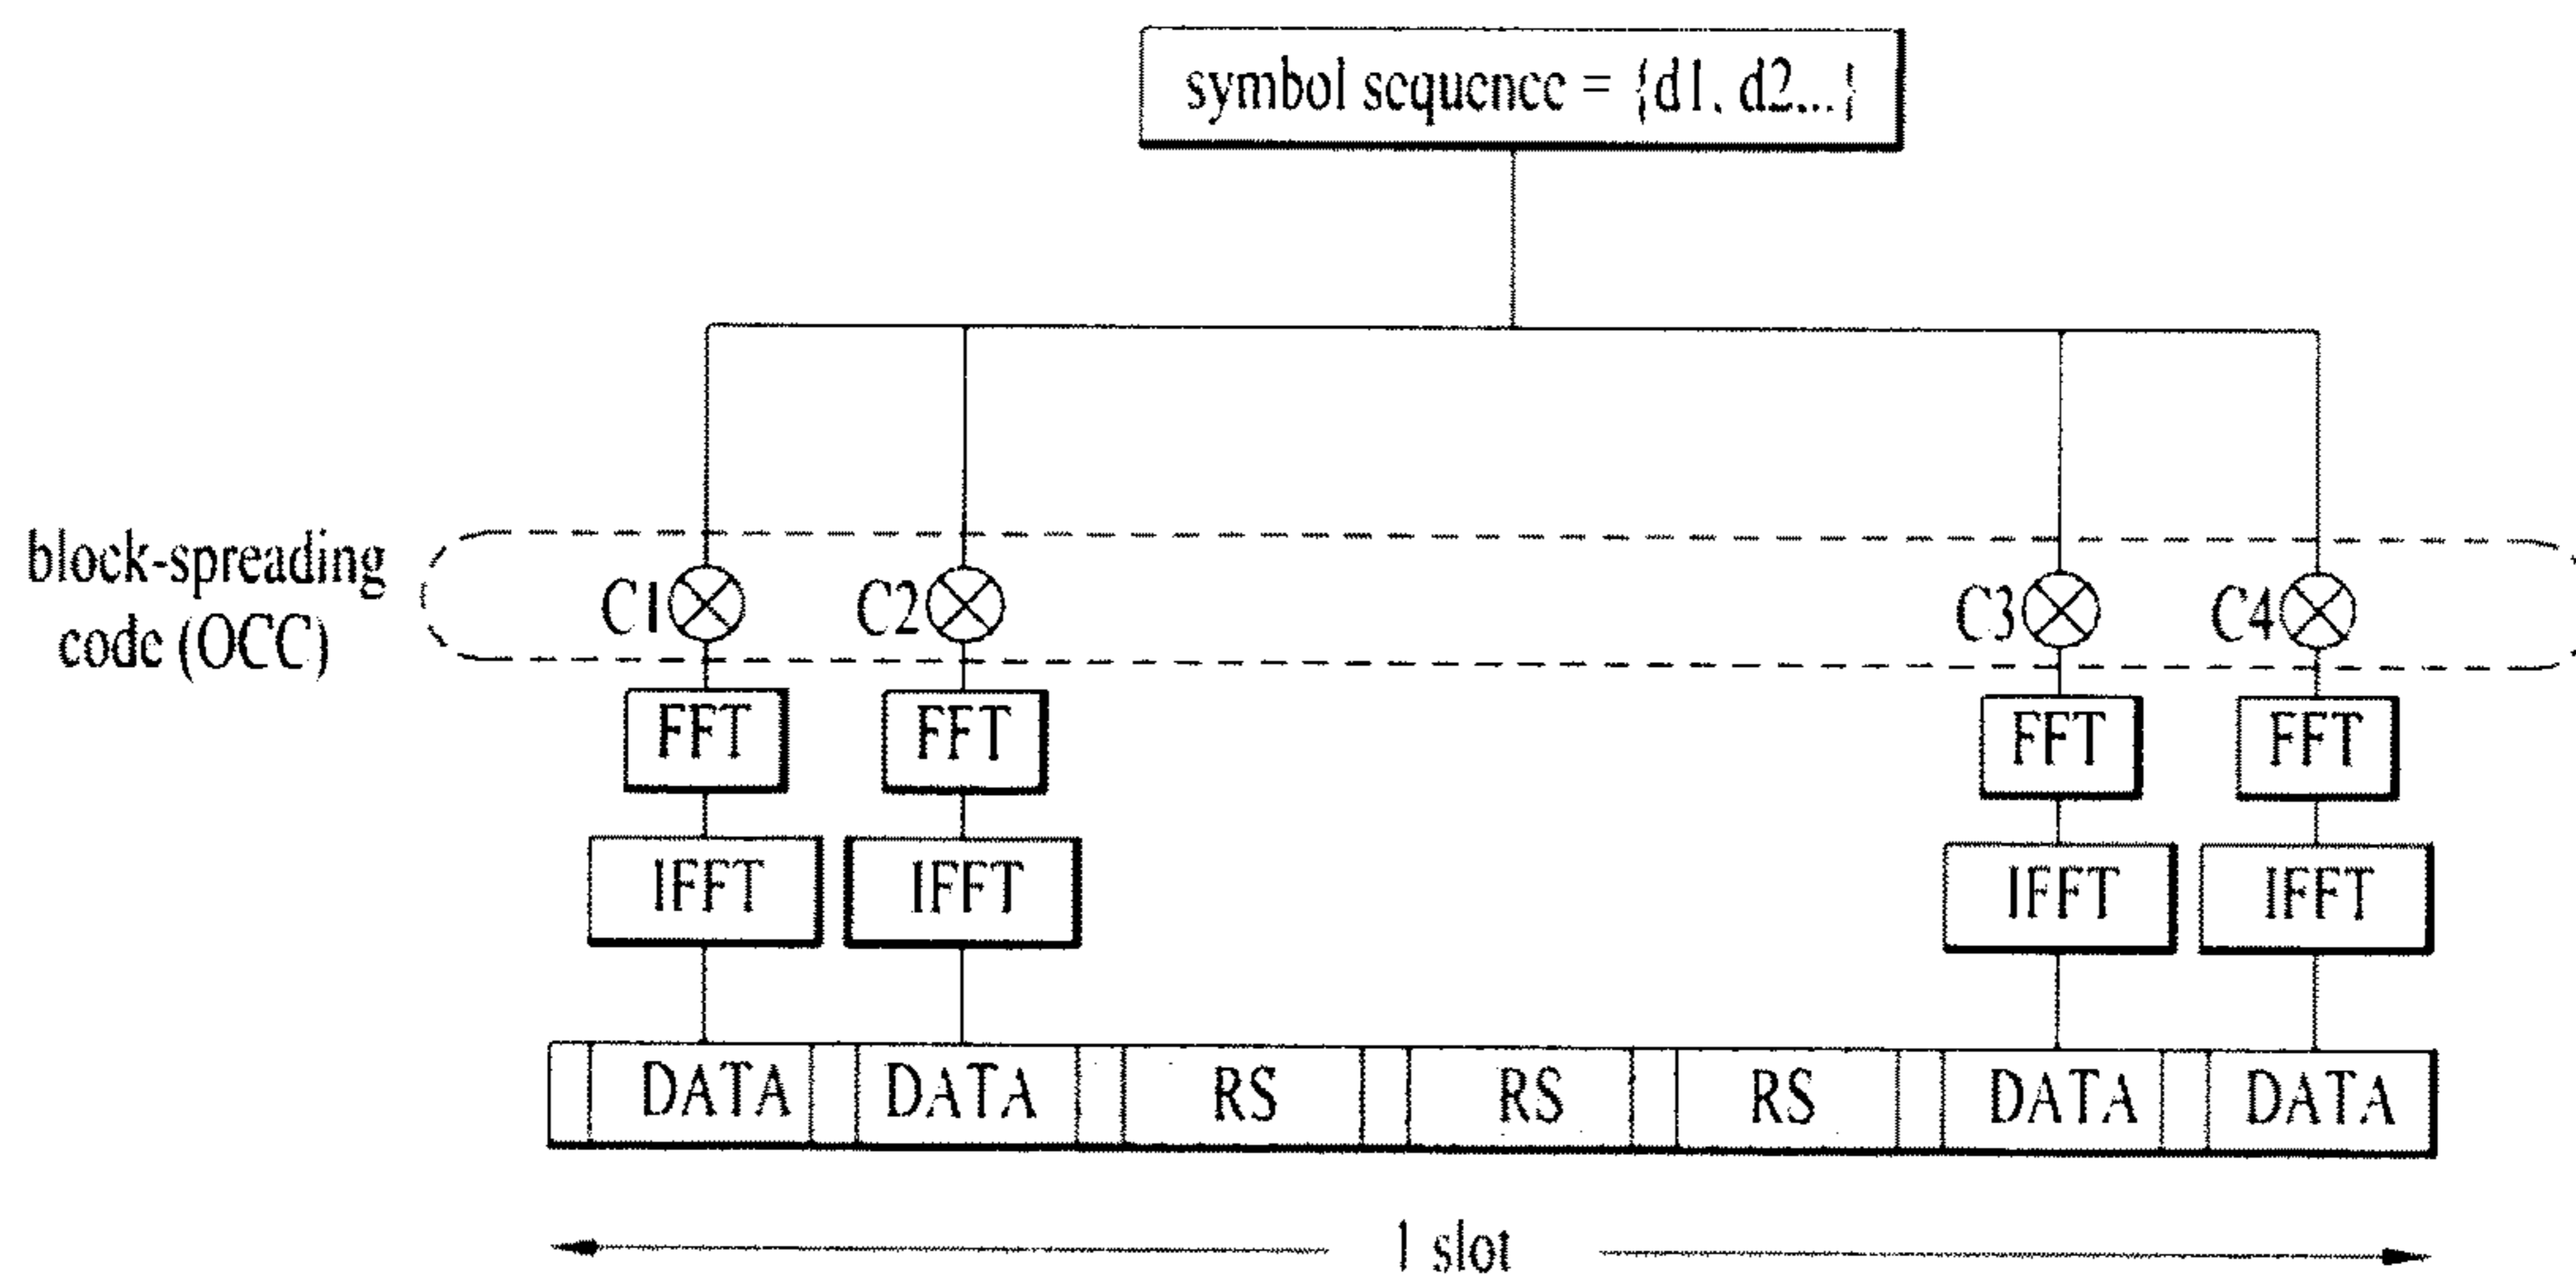 symbol sequence = {d1, d2...}
block-spreading
code (OCC)
C1
C2
C3
C4
FFT
FFT
FFT
FFT
IFFT
IFFT
IFFT
IFFT
DATA
DATA
RS
RS
RS
DATA
DATA
1 slot